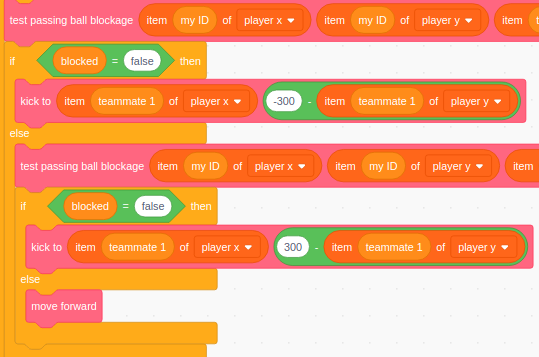 test passing ball blockage item my ID of player x item my ID of player y item
if blocked = false then
kick to item teammate 1 of player x -300 - item teammate 1 of player y
else
test passing ball blockage item my ID of player x item my ID of player y item
if blocked = false then
kick to item teammate 1 of player x 300 - item teammate 1 of player y
else
move forward